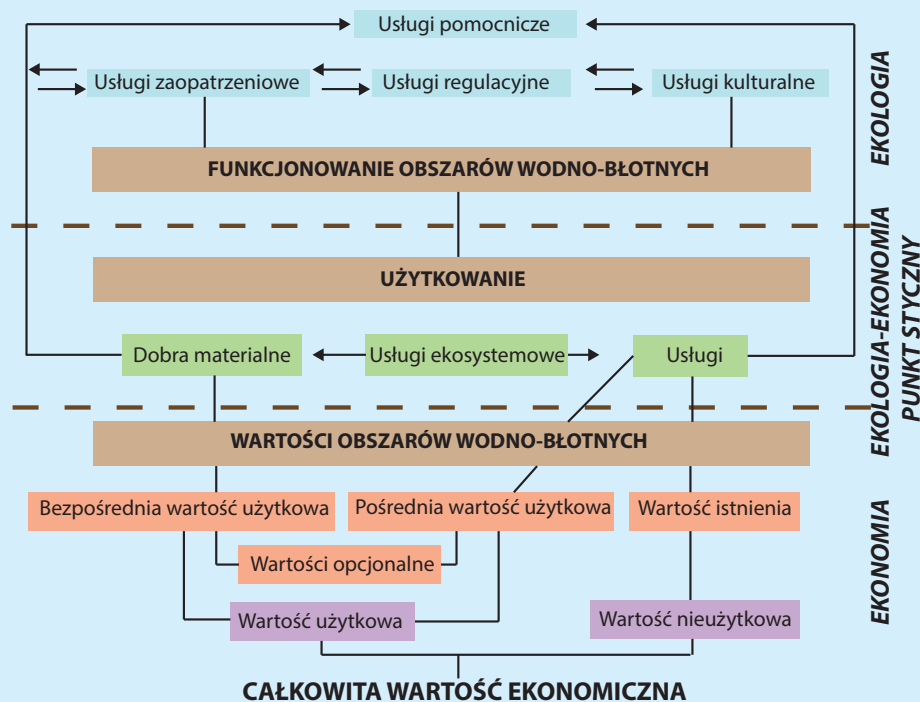 Usługi pomocnicze
Usługi zaopatrzeniowe
Usługi regulacyjne
Usługi kulturalne
FUNKCJONOWANIE OBSZARÓW WODNO-BŁOTNYCH
EKOLOGIA
UŻYTKOWANIE
Dobra materialne
Usługi ekosystemowe
Usługi
EKOLOGIA-EKONOMIA
PUNKT STYCZNY
WARTOŚCI OBSZARÓW WODNO-BŁOTNYCH
Bezpośrednia wartość użytkowa
Pośrednia wartość użytkowa
Wartość istnienia
Wartości opcjonalne
Wartość użytkowa
Wartość nieużytkowa
EKONOMIA
CAŁKOWITA WARTOŚĆ EKONOMICZNA